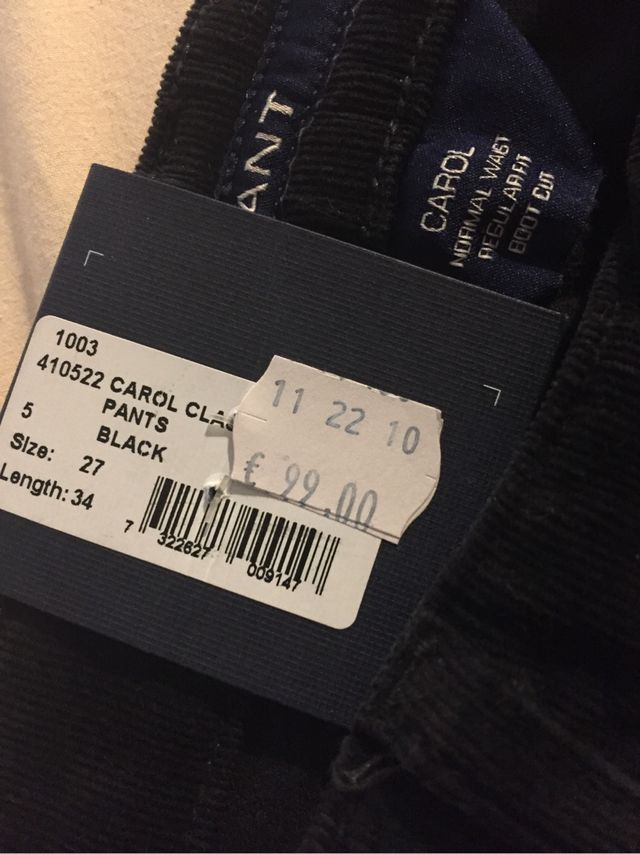 ANT
CAROL
NORMAL WAIST
REGULAR FIT
BOOT CUT
1003
410522 CAROL CLAS
5 PANTS
BLACK
Size: 27
Length: 34
7 322627 009147
11 22 10
€ 99.00